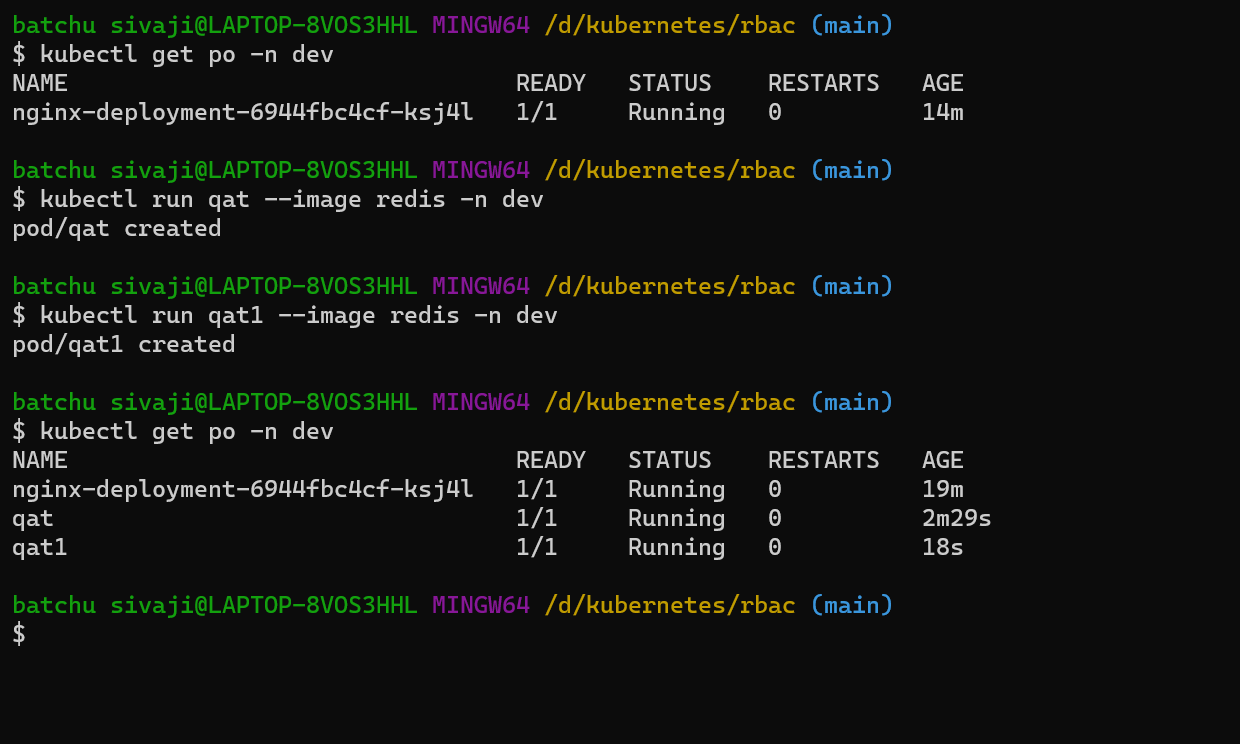 batchu sivaji@LAPTOP-8VOS3HHL MINGW64 /d/kubernetes/rbac (main)
$ kubectl get po -n dev
NAME                                READY   STATUS    RESTARTS   AGE
nginx-deployment-6944fbc4cf-ksj4l   1/1     Running   0          14m
batchu sivaji@LAPTOP-8VOS3HHL MINGW64 /d/kubernetes/rbac (main)
$ kubectl run qat --image redis -n dev
pod/qat created
batchu sivaji@LAPTOP-8VOS3HHL MINGW64 /d/kubernetes/rbac (main)
$ kubectl run qat1 --image redis -n dev
pod/qat1 created
batchu sivaji@LAPTOP-8VOS3HHL MINGW64 /d/kubernetes/rbac (main)
$ kubectl get po -n dev
NAME                                READY   STATUS    RESTARTS   AGE
nginx-deployment-6944fbc4cf-ksj4l   1/1     Running   0          19m
qat                                 1/1     Running   0          2m29s
qat1                                1/1     Running   0          18s
batchu sivaji@LAPTOP-8VOS3HHL MINGW64 /d/kubernetes/rbac (main)
$